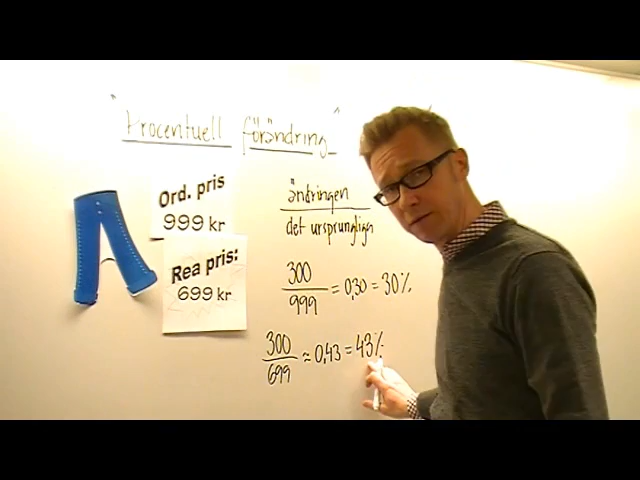 "Procentuell förändring"
Ord. pris
999 kr
Rea pris:
699 kr
ändringen
det ursprungliga
300
999
= 0,30 = 30%
300
699
≈ 0,43 = 43%